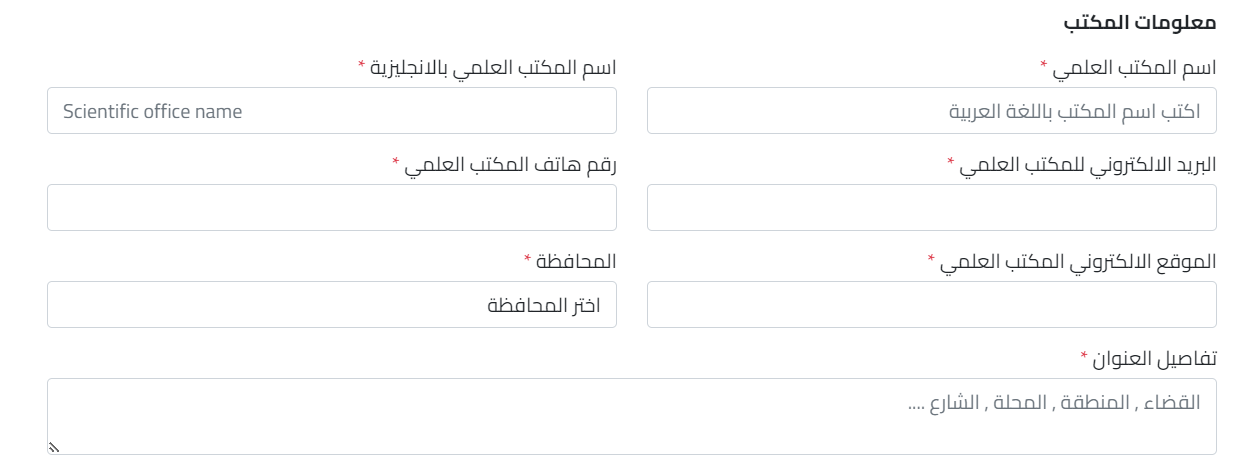 معلومات المكتب
اسم المكتب العلمي *
اسم المكتب العلمي بالانجليزية *
اكتب اسم المكتب باللغة العربية
Scientific office name
البريد الالكتروني للمكتب العلمي *
رقم هاتف المكتب العلمي *
الموقع الالكتروني المكتب العلمي *
المحافظة *
اختر المحافظة
تفاصيل العنوان *
القضاء , المنطقة , المحلة , الشارع ....